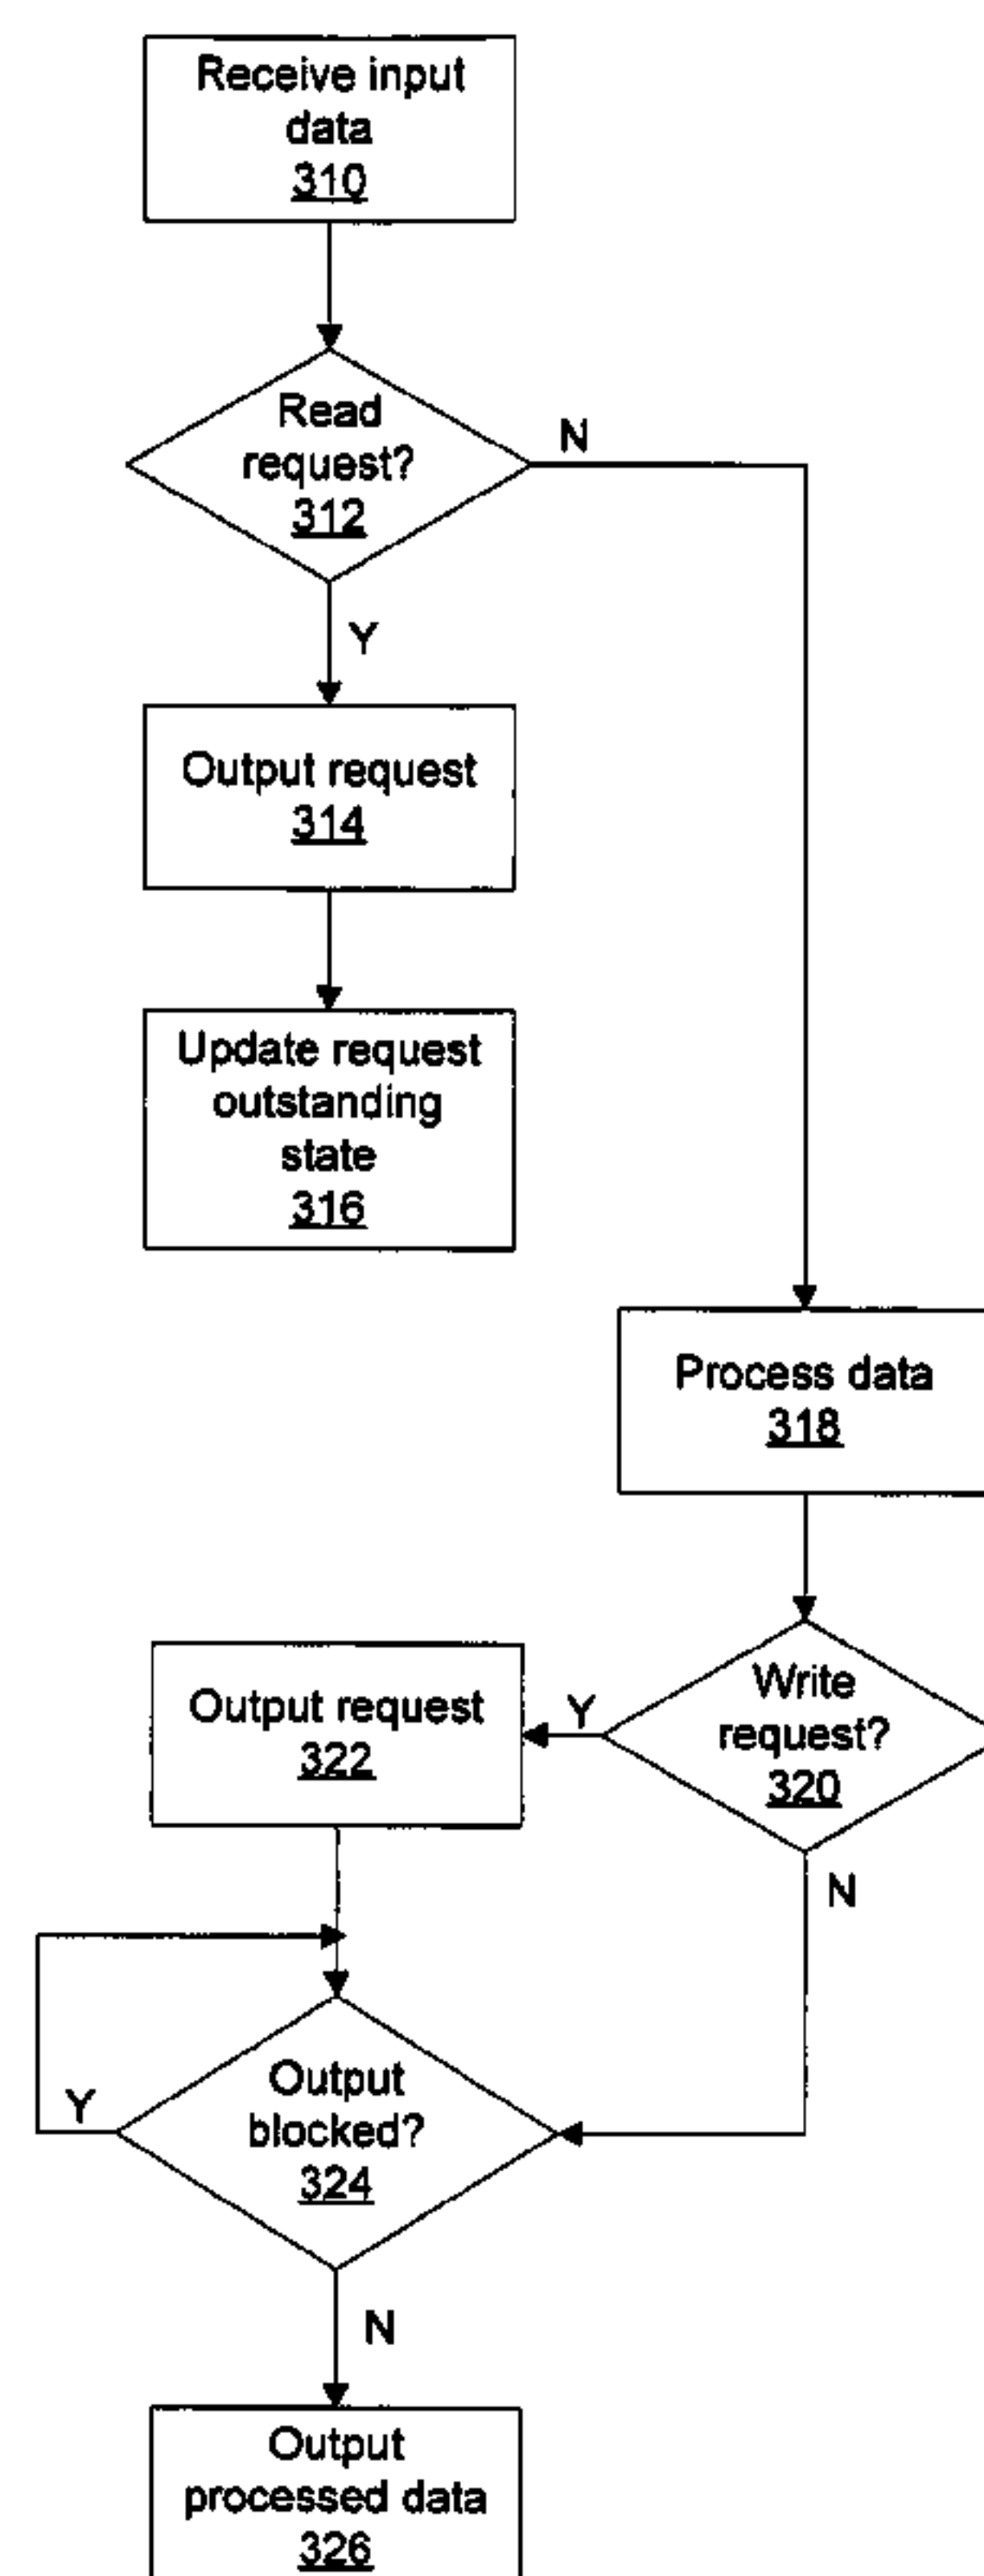 Receive input
data
310
Read
request?
312
N
Y
Output request
314
Update request
outstanding
state
316
Process data
318
Write
request?
320
Y
Output request
322
N
Output
blocked?
324
Y
N
Output
processed data
326